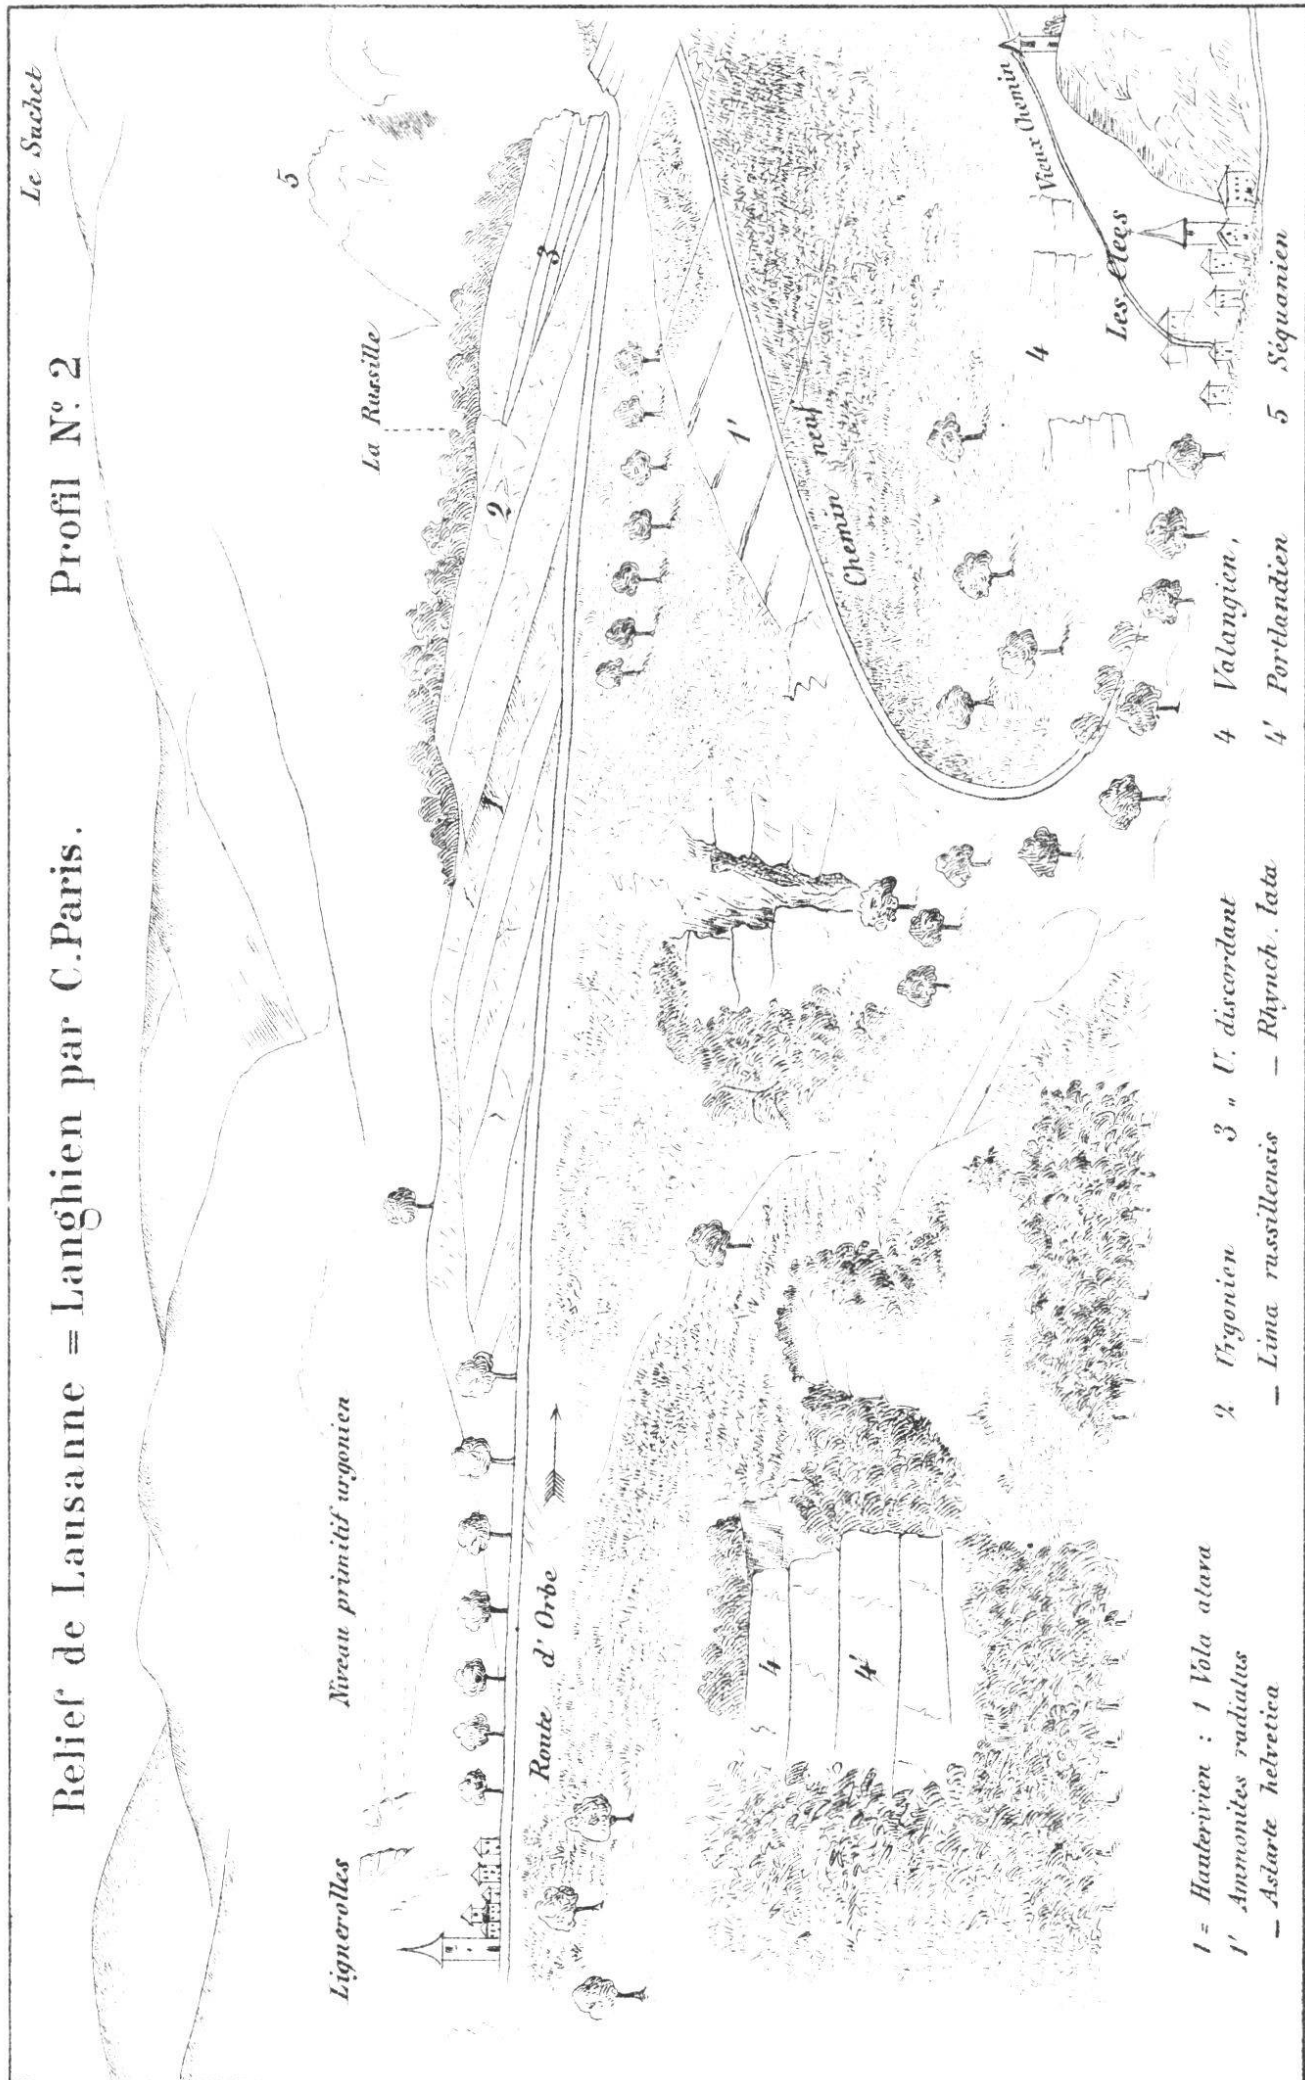 Relief de Lausanne = Langhien par C. Paris.
Profil N.º 2
Le Suchet
5
Lignerolles
Niveau primitif urgonien
La Russille
1
2
3
Route d'Orbe
1'
Chemin neuf
Vieux Chemin
4
4'
4
Les Clees
1 = Hauterivien : 1 Vola atava
1' Ammonites radiatus
— Astarte helvetica
2 Urgonien
— Lima russillensis
3 " U. discordant
— Rhynch. lata
4 Valangien,
4' Portlandien
5 Séquanien